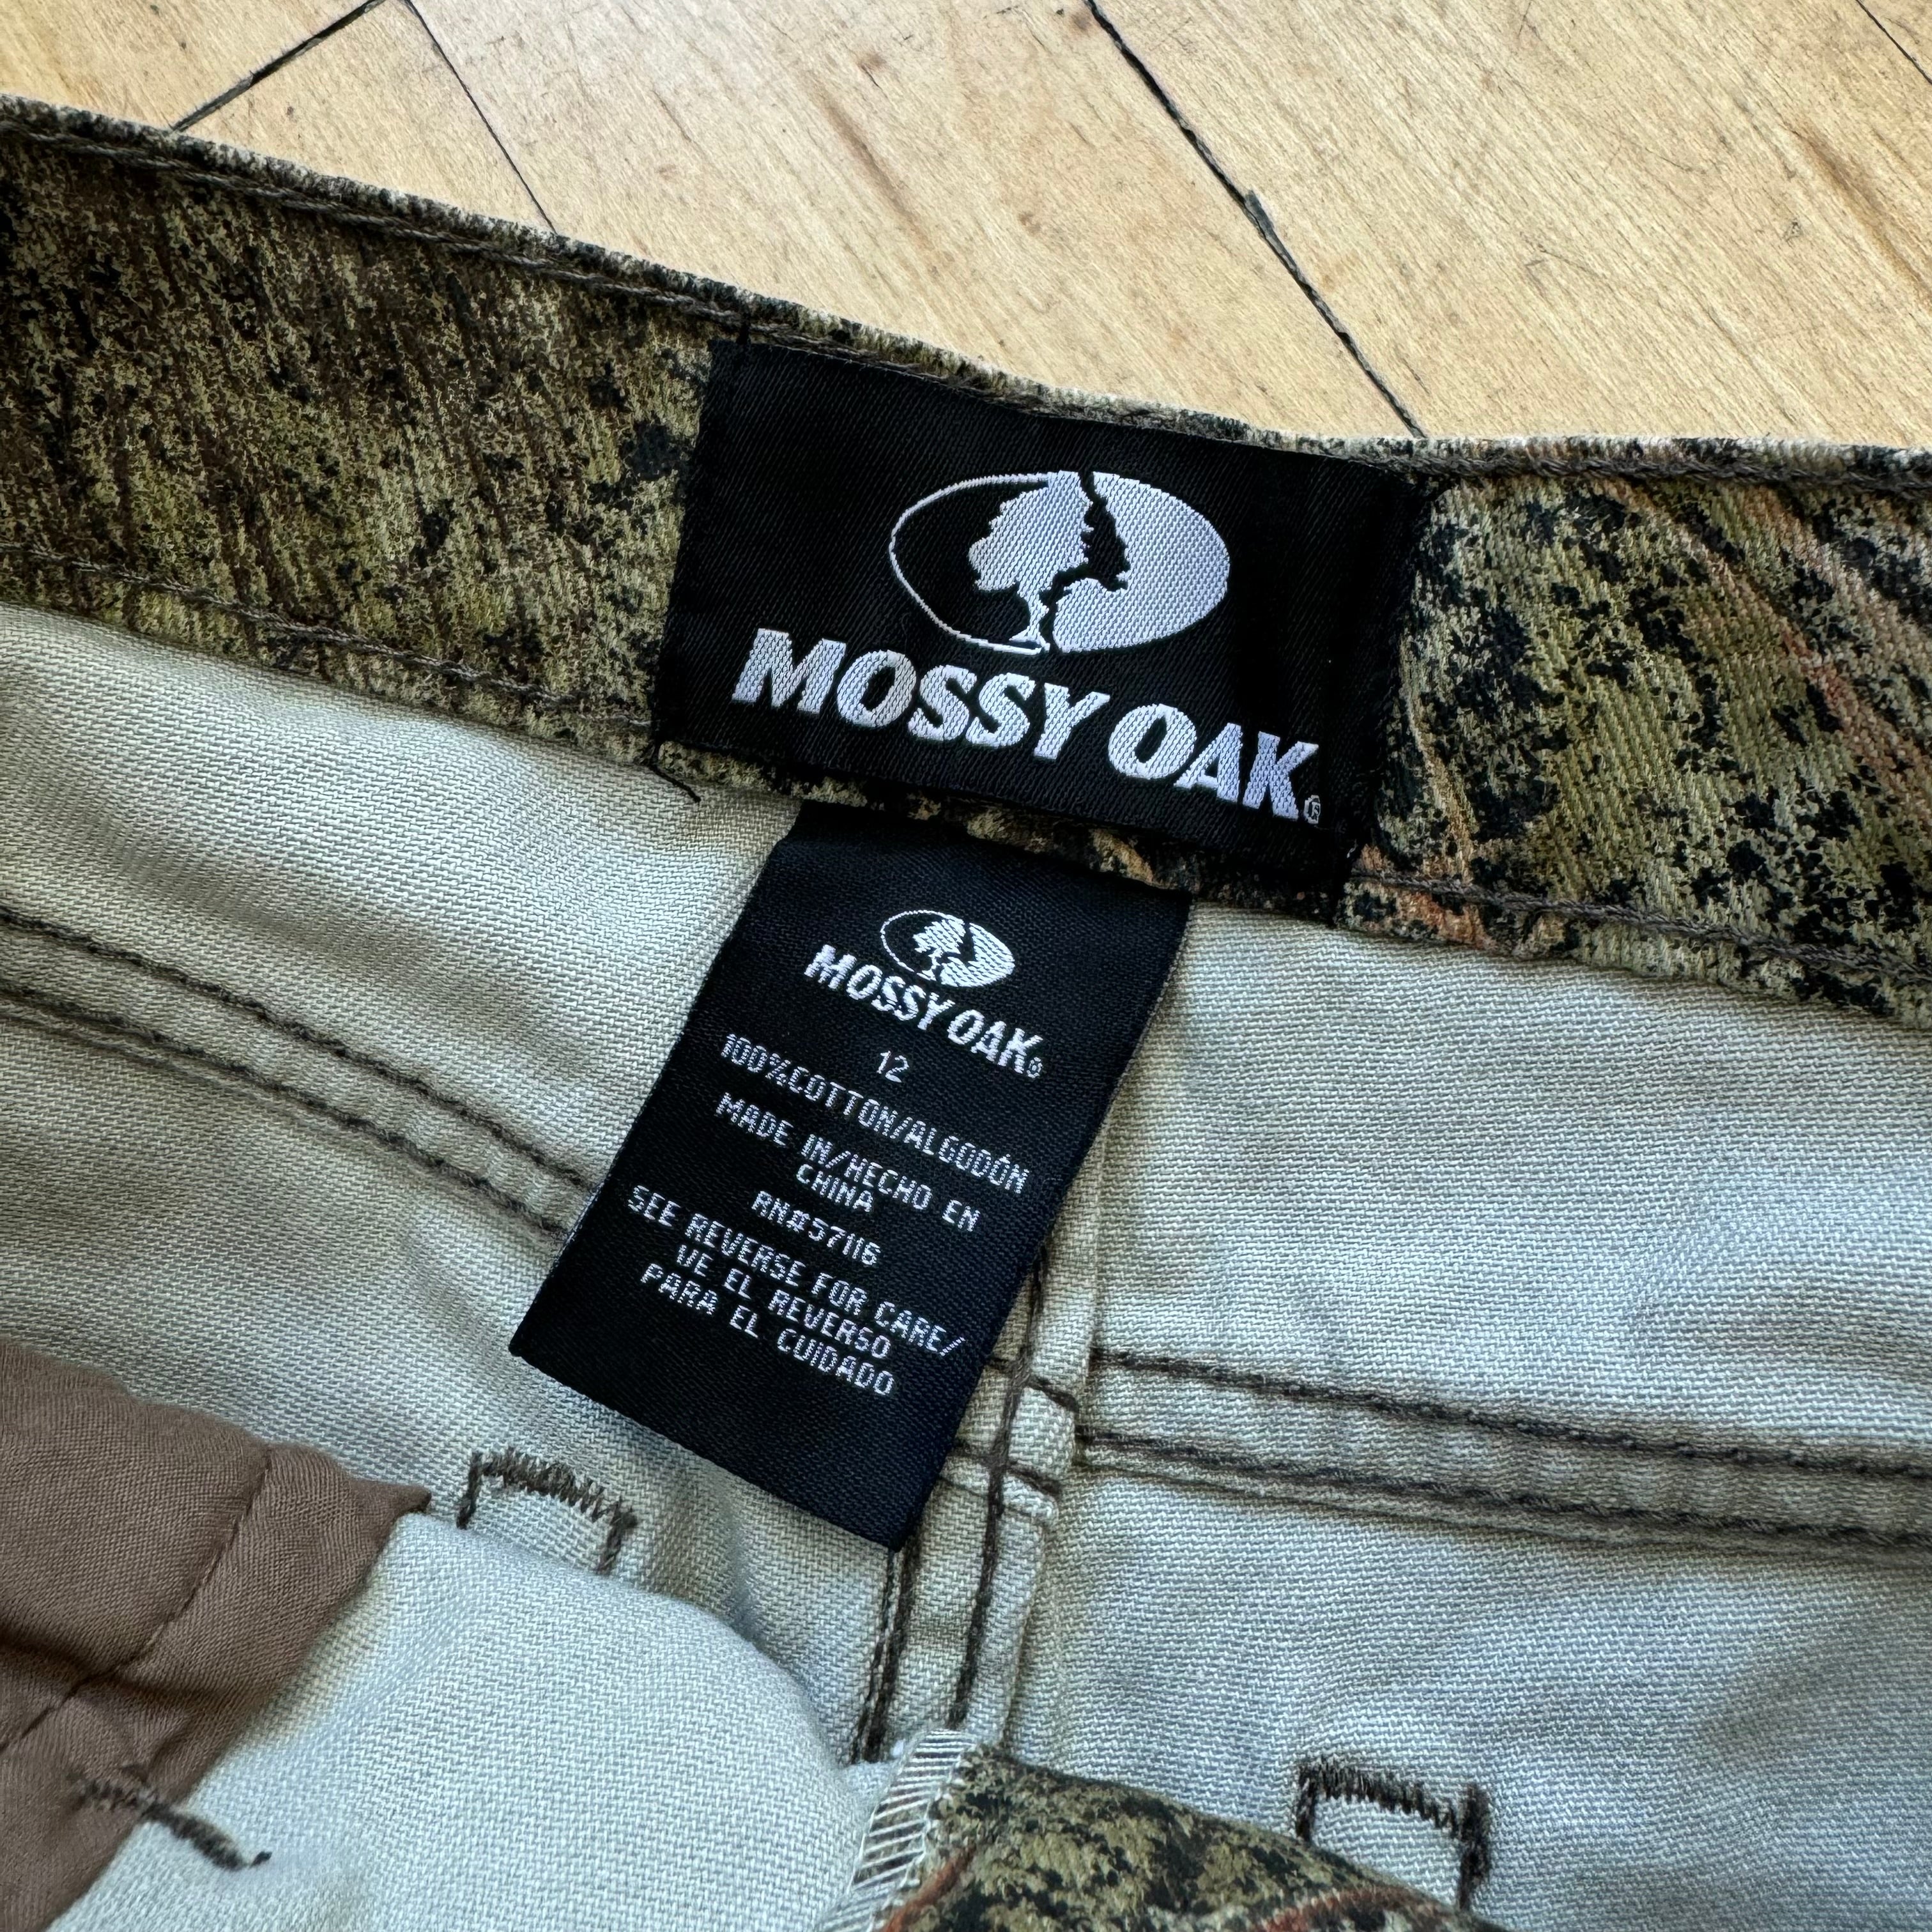 MOSSY OAK®
MOSSY OAK®
12
100%COTTON/ALGODÓN
MADE IN/HECHO EN
CHINA
RN#57116
SEE REVERSE FOR CARE/
VE EL REVERSO
PARA EL CUIDADO